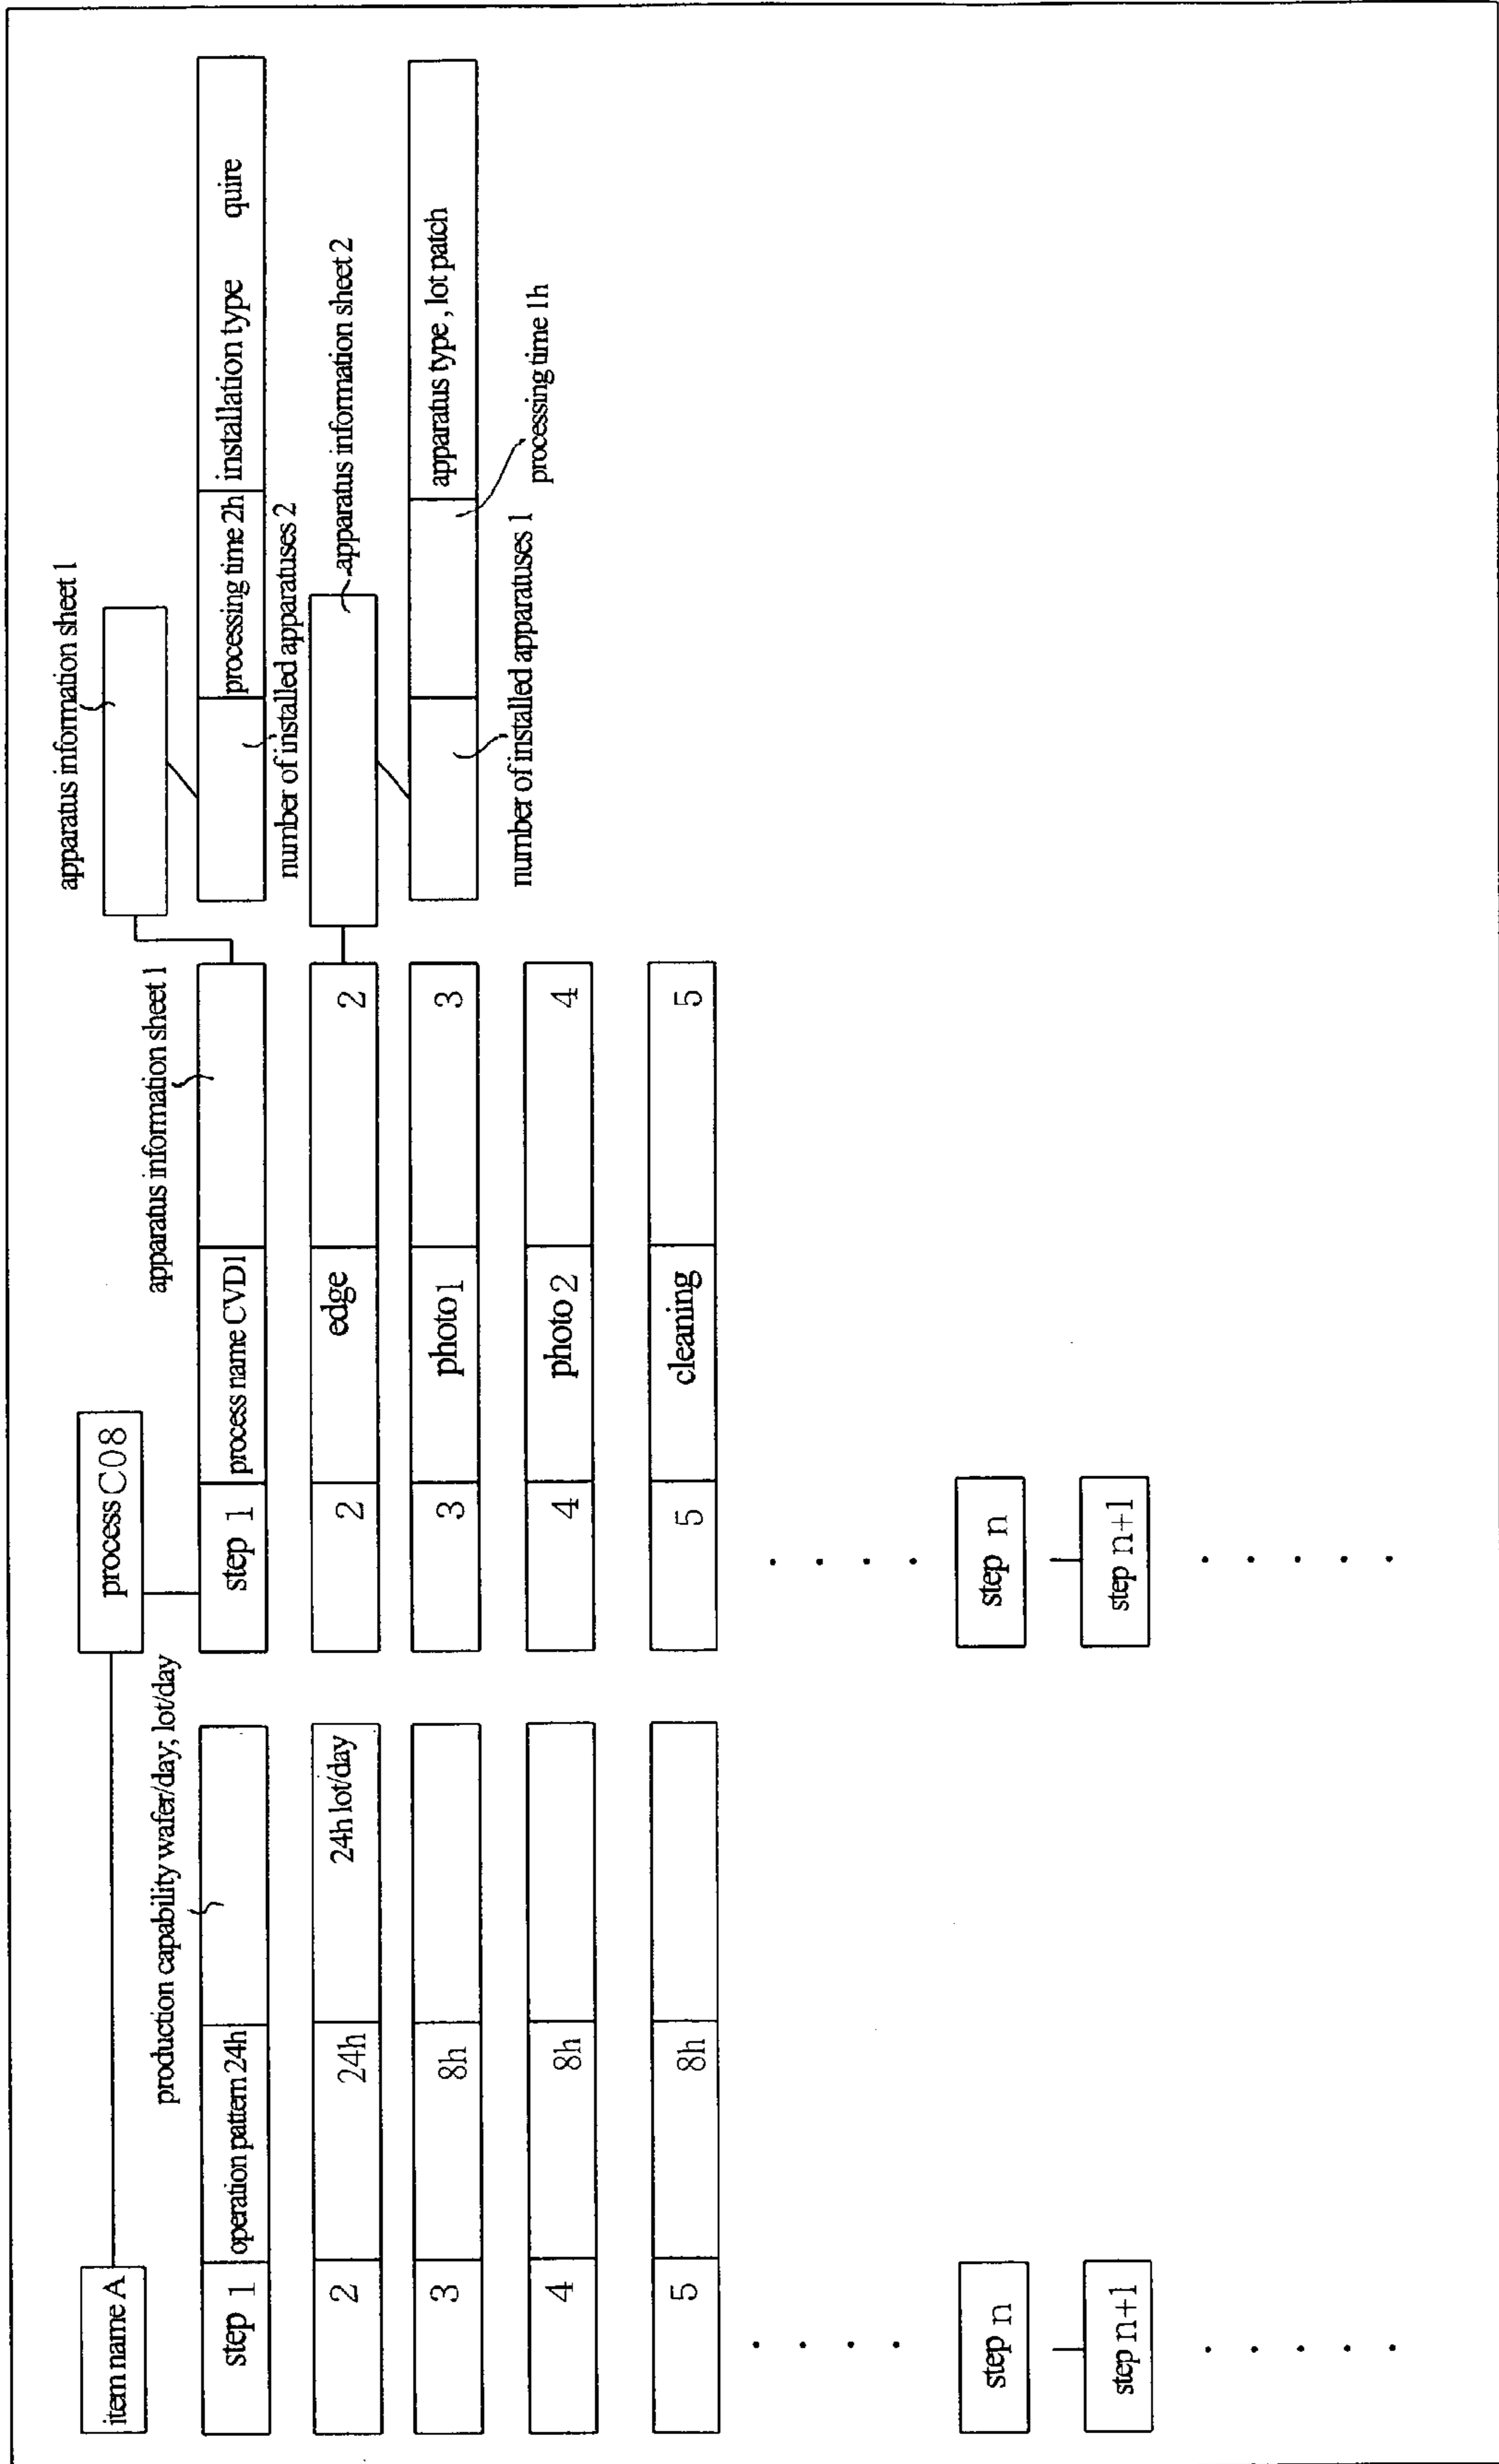 item name A
process C08
apparatus information sheet 1
production capability wafer/day; lot/day
apparatus information sheet 1
step 1
operation pattern 24h
step 1
process name CVD1
processing time 2h
installation type
quire
number of installed apparatuses 2
2
24h
24h lot/day
2
edge
2
apparatus information sheet 2
3
8h
3
photo 1
3
apparatus type , lot patch
number of installed apparatuses 1
processing time 1h
4
8h
4
photo 2
4
5
8h
5
cleaning
5
step n
step n
step n+1
step n+1